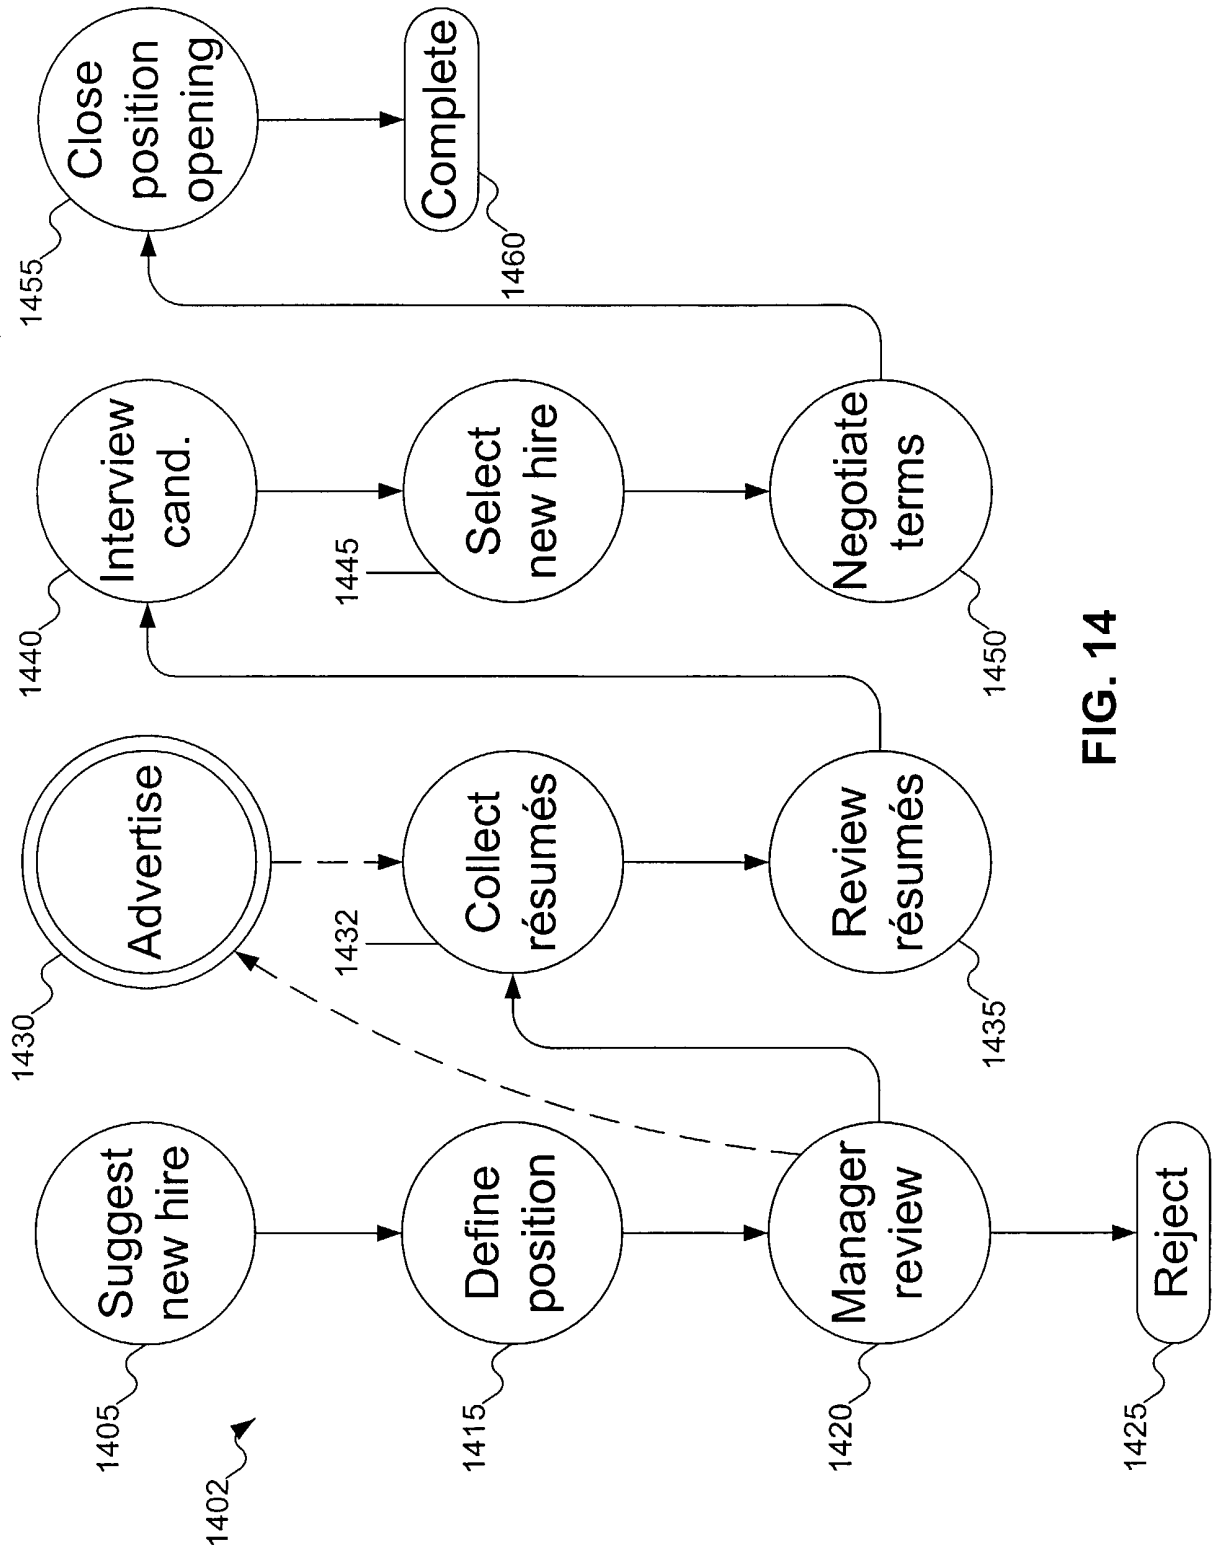 1402
1405
Suggest
new hire
1415
Define
position
1420
Manager
review
1425
Reject
1430
Advertise
1432
Collect
résumés
1435
Review
résumés
1440
Interview
cand.
1445
Select
new hire
1450
Negotiate
terms
1455
Close
position
opening
1460
Complete
FIG. 14